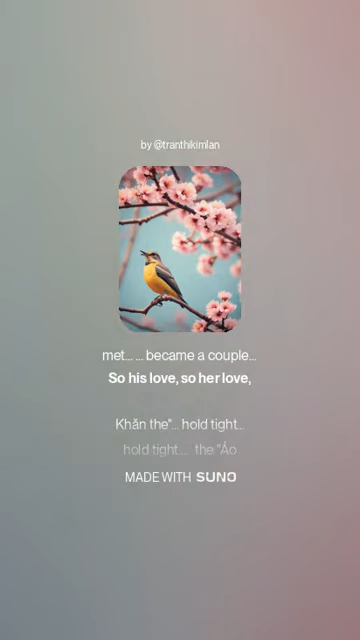 by @tranthikimlan
met... ... became a couple...
So his love, so her love,
Khăn the"... hold tight...
hold tight... the "Áo
MADE WITH SUNO